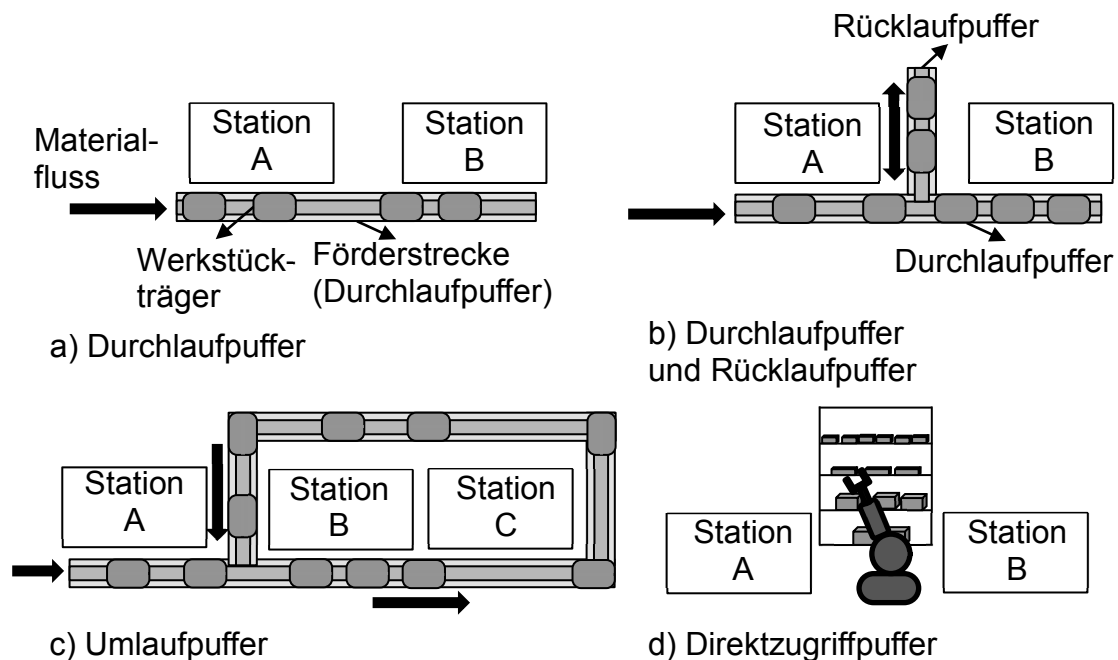 Station
A
Station
B
Material-
fluss
Werkstück-
träger
Förderstrecke
(Durchlaufpuffer)
a) Durchlaufpuffer
Rücklaufpuffer
Station
A
Station
B
Durchlaufpuffer
b) Durchlaufpuffer
und Rücklaufpuffer
Station
A
Station
B
Station
C
c) Umlaufpuffer
Station
A
Station
B
d) Direktzugriffpuffer